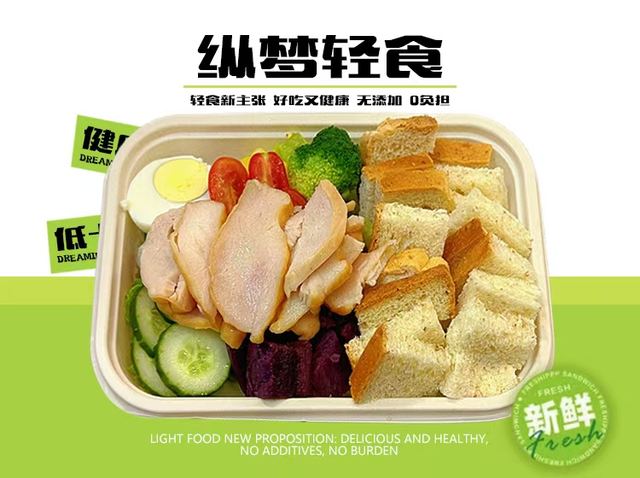 纵梦轻食
轻食新主张 好吃又健康 无添加 0负担
健
DREAM
低
DREAMI
LIGHT FOOD NEW PROPOSITION: DELICIOUS AND HEALTHY,
NO ADDITIVES, NO BURDEN
FRESH
新鲜
Fresh